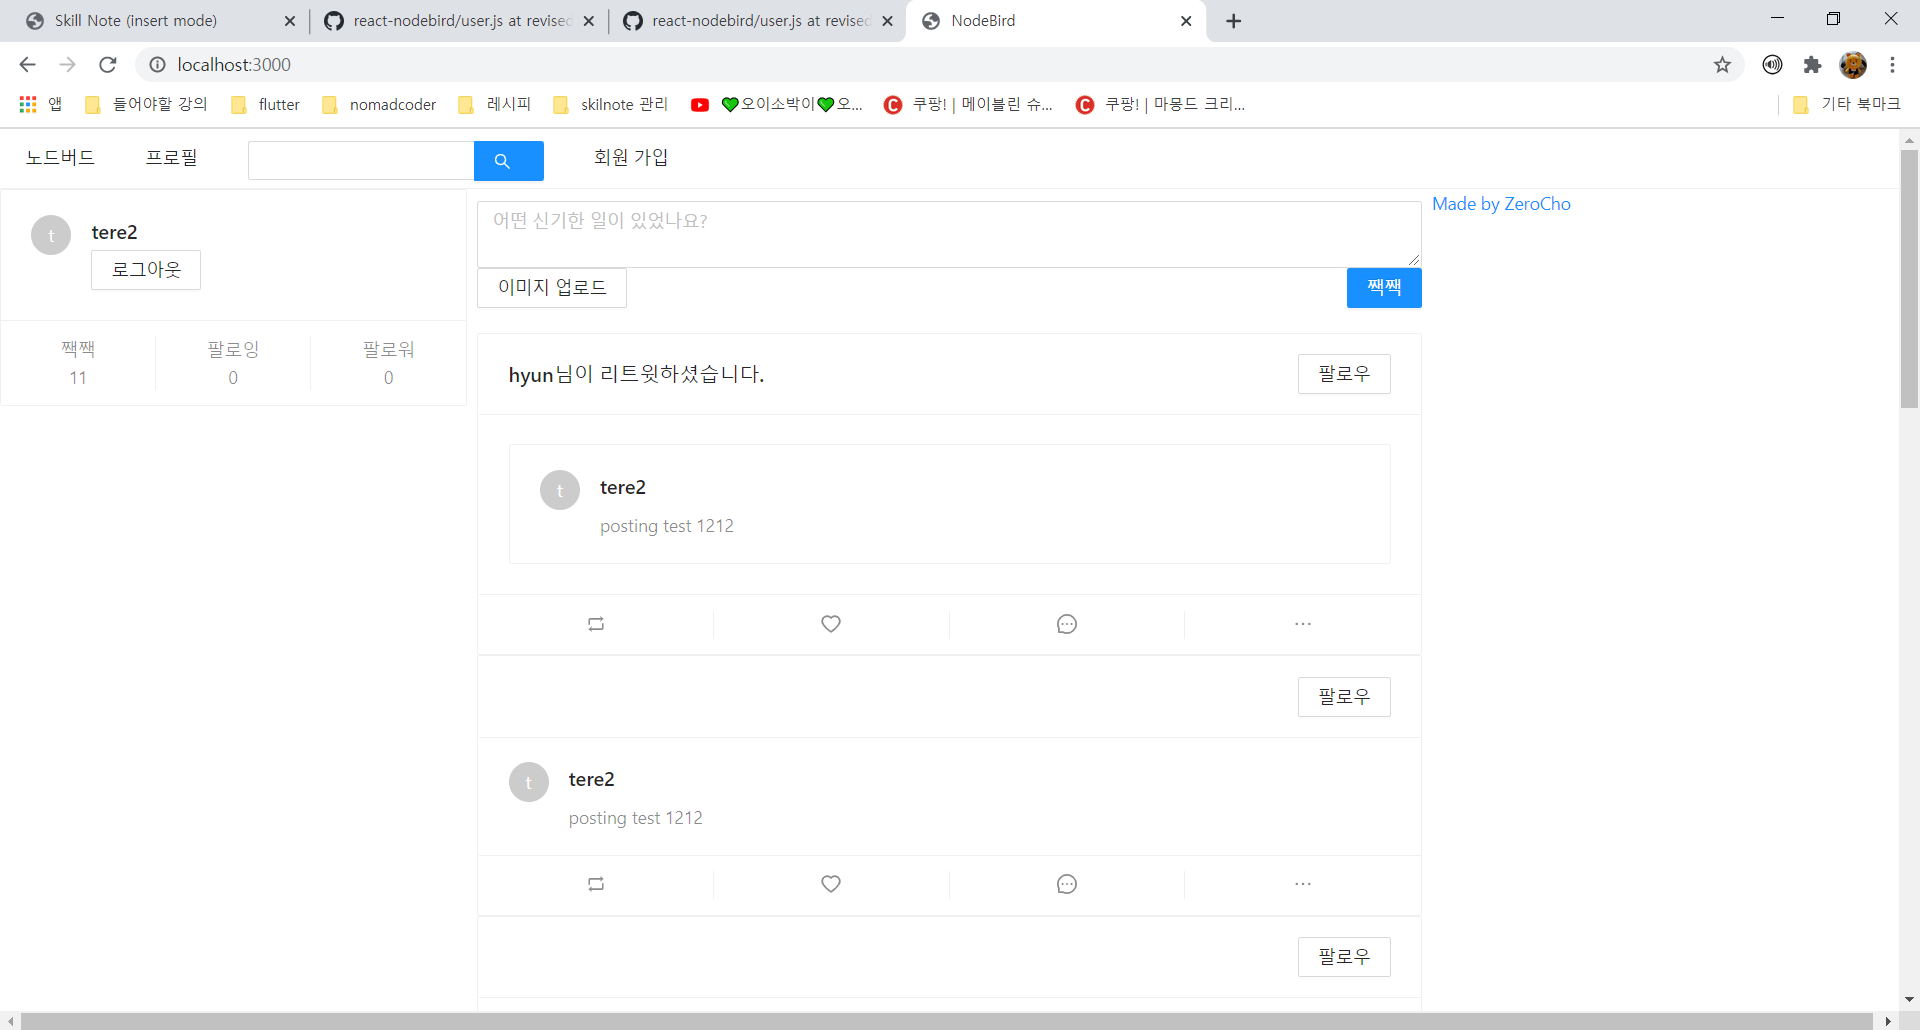 Skill Note (insert mode)
react-nodebird/user.js at revised
react-nodebird/user.js at revised
NodeBird
localhost:3000
앱
들어야할 강의
flutter
nomadcoder
레시피
skilnote 관리
💚오이소박이💚오...
쿠팡! | 메이블린 슈...
쿠팡! | 마몽드 크리...
기타 북마크
노드버드
프로필
회원 가입
t
tere2
로그아웃
짹짹
11
팔로잉
0
팔로워
0
어떤 신기한 일이 있었나요?
이미지 업로드
짹짹
Made by ZeroCho
hyun님이 리트윗하셨습니다.
팔로우
t
tere2
posting test 1212
팔로우
t
tere2
posting test 1212
팔로우